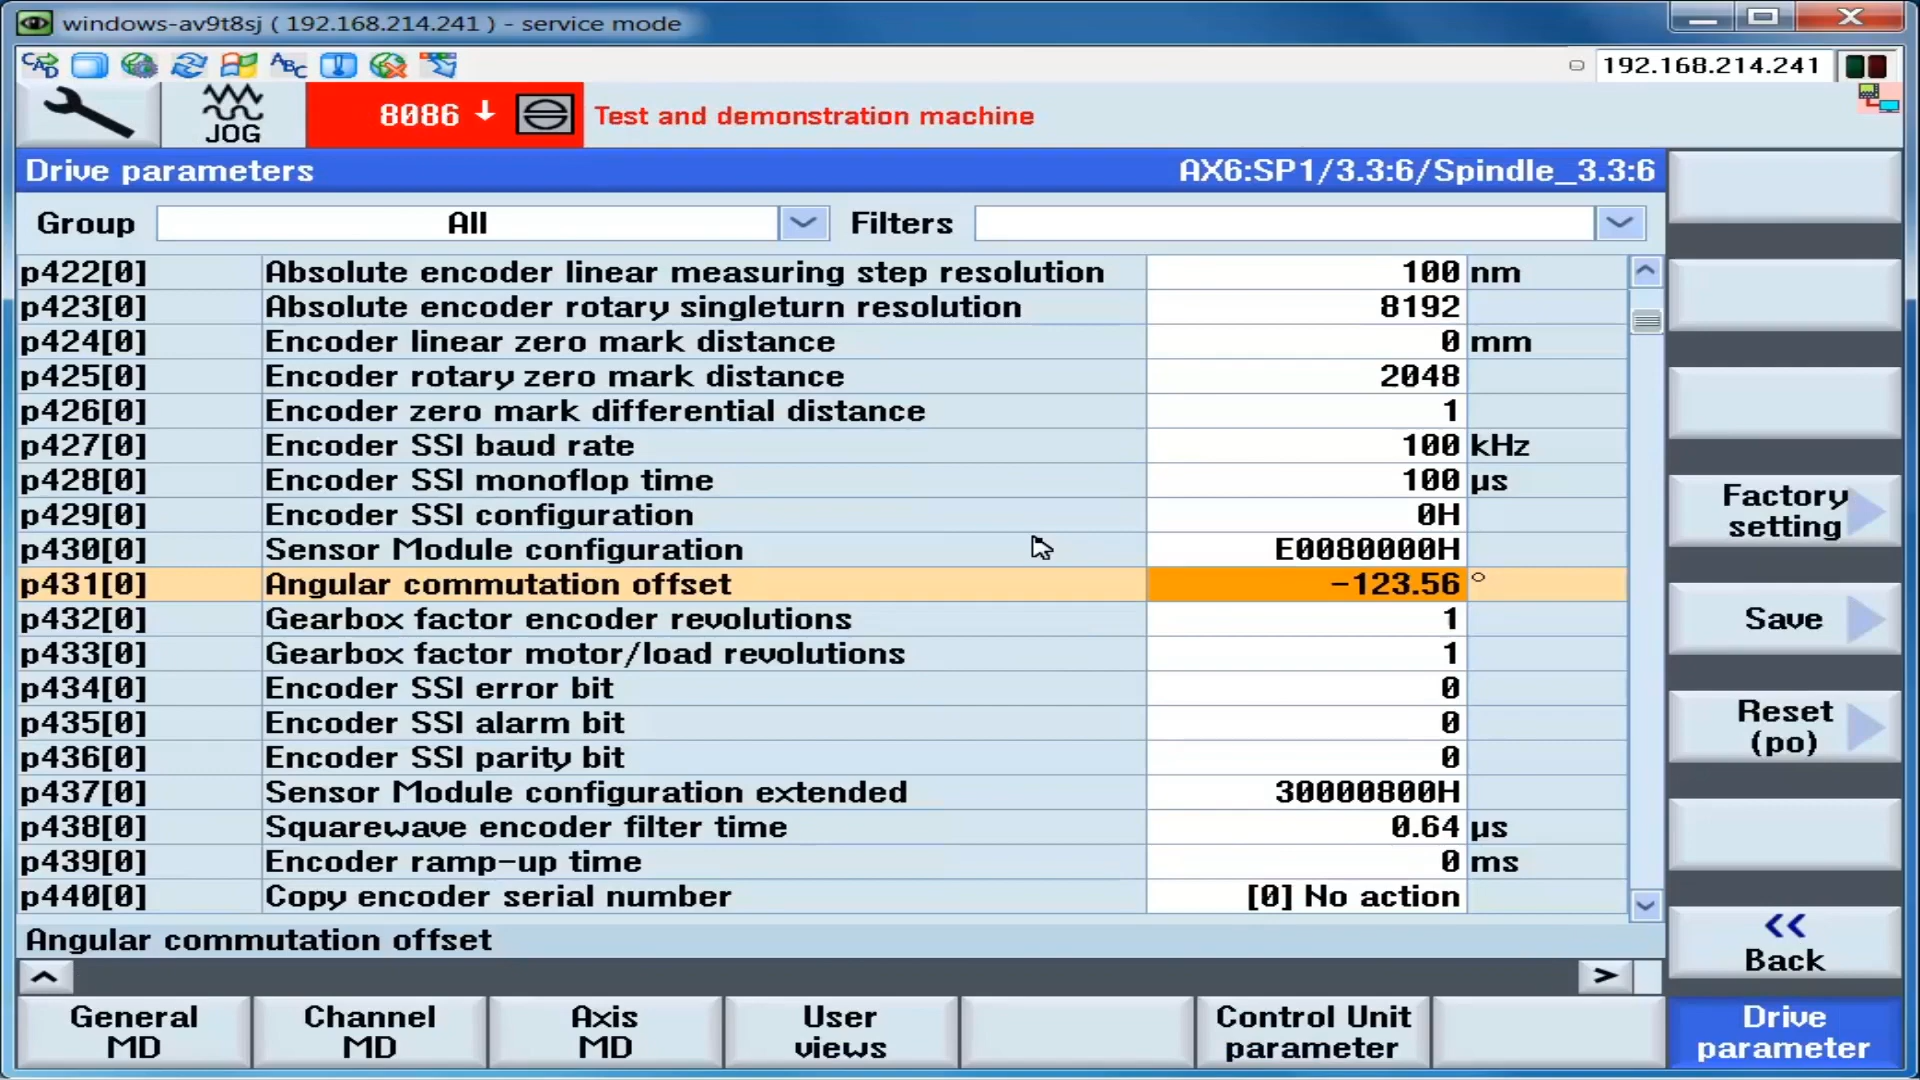 windows-av9t8sj ( 192.168.214.241 ) - service mode
CAD ABC 192.168.214.241
JOG 8086 Test and demonstration machine
Drive parameters AX6:SP1/3.3:6/Spindle_3.3:6
Group All Filters
p422[0] Absolute encoder linear measuring step resolution 100 nm
p423[0] Absolute encoder rotary singleturn resolution 8192
p424[0] Encoder linear zero mark distance 0 mm
p425[0] Encoder rotary zero mark distance 2048
p426[0] Encoder zero mark differential distance 1
p427[0] Encoder SSI baud rate 100 kHz
p428[0] Encoder SSI monoflop time 100 µs
p429[0] Encoder SSI configuration 0H
p430[0] Sensor Module configuration E0080000H
p431[0] Angular commutation offset -123.56 °
p432[0] Gearbox factor encoder revolutions 1
p433[0] Gearbox factor motor/load revolutions 1
p434[0] Encoder SSI error bit 0
p435[0] Encoder SSI alarm bit 0
p436[0] Encoder SSI parity bit 0
p437[0] Sensor Module configuration extended 30000800H
p438[0] Squarewave encoder filter time 0.64 µs
p439[0] Encoder ramp-up time 0 ms
p440[0] Copy encoder serial number [0] No action
Angular commutation offset
Factory
setting
Save
Reset
(po)
<<
Back
>
General
MD
Channel
MD
Axis
MD
User
views
Control Unit
parameter
Drive
parameter